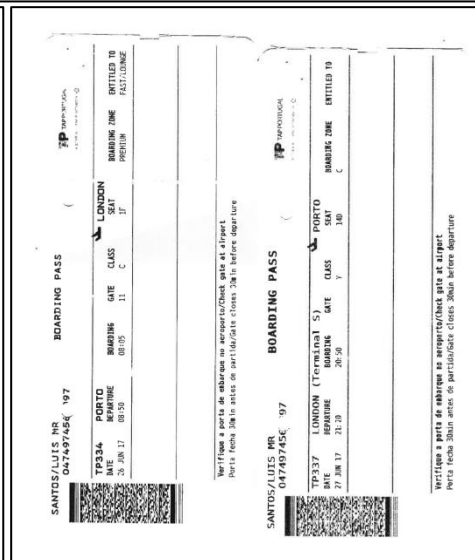 BOARDING PASS
TAP PORTUGAL
SANTOS/LUIS MR
197
TP334 PORTO LONDON
DATE DEPARTURE BOARDING GATE CLASS SEAT BOARDING ZONE ENTITLED TO
26 JUN 17 08:50 08:05 11 C 1F PREMIUM FAST/LOUNGE
Verifique a porta de embarque no aeroporto/Check gate at airport
Porta fecha 30min antes de partida/Gate closes 30min before departure
BOARDING PASS
TAP PORTUGAL
SANTOS/LUIS MR
TP337 LONDON (Terminal S) PORTO
DATE DEPARTURE BOARDING GATE CLASS SEAT BOARDING ZONE ENTITLED TO
27 JUN 17 21:20 20:50 Y 14D C
Verifique a porta de embarque no aeroporto/Check gate at airport
Porta fecha 30min antes de partida/Gate closes 30min before departure